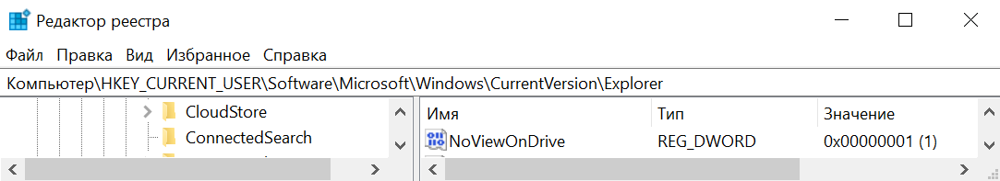 Редактор реестра
Файл Правка Вид Избранное Справка
Компьютер\HKEY_CURRENT_USER\Software\Microsoft\Windows\CurrentVersion\Explorer
CloudStore
ConnectedSearch
Имя Тип Значение
NoViewOnDrive REG_DWORD 0x00000001 (1)